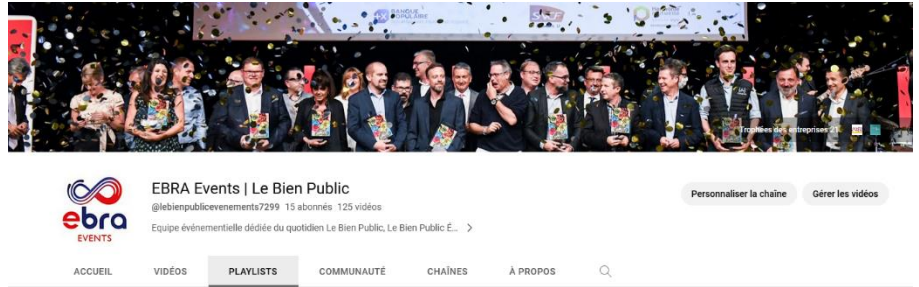 BANQUE
POPULAIRE
Trophées des entreprises 21
EBRA Events | Le Bien Public
@lebienpublicevenements7299 15 abonnés 125 vidéos
Equipe événementielle dédiée du quotidien Le Bien Public, Le Bien Public É...
Personnaliser la chaîne
Gérer les vidéos
ebra
EVENTS
ACCUEIL
VIDÉOS
PLAYLISTS
COMMUNAUTÉ
CHAÎNES
À PROPOS